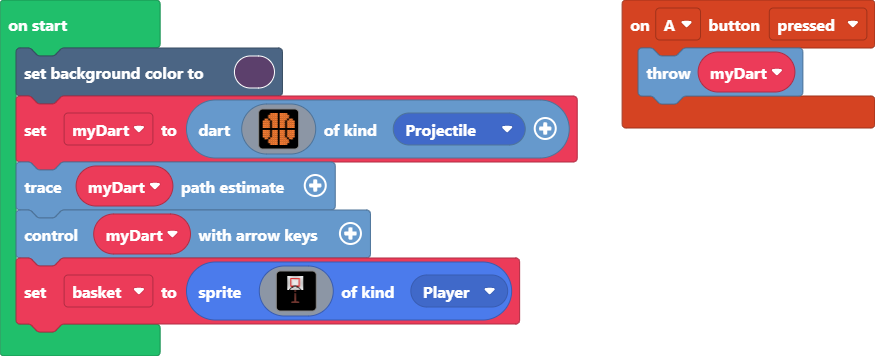 on start
set background color to
set myDart to dart of kind Projectile
trace myDart path estimate
control myDart with arrow keys
set basket to sprite of kind Player
on A button pressed
throw myDart